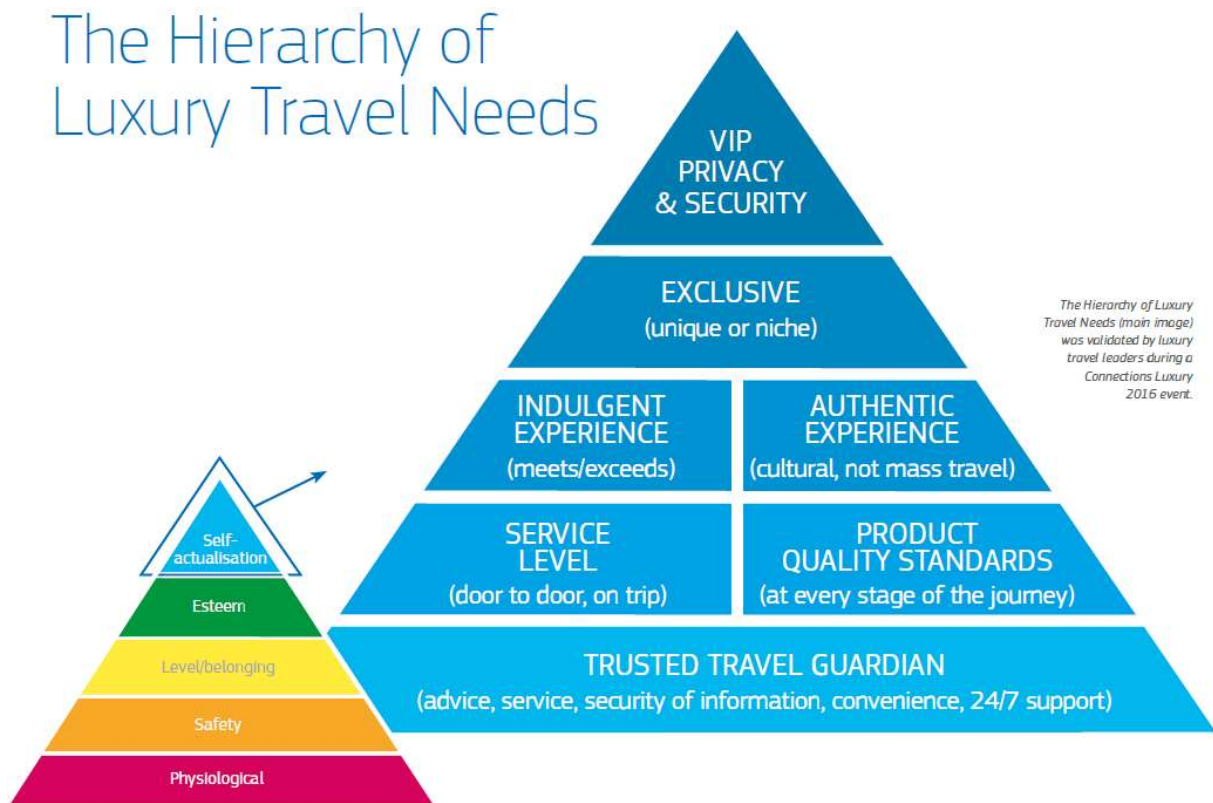 The Hierarchy of
Luxury Travel Needs
VIP
PRIVACY
& SECURITY
EXCLUSIVE
(unique or niche)
INDULGENT
EXPERIENCE
(meets/exceeds)
AUTHENTIC
EXPERIENCE
(cultural, not mass travel)
SERVICE
LEVEL
(door to door, on trip)
PRODUCT
QUALITY STANDARDS
(at every stage of the journey)
TRUSTED TRAVEL GUARDIAN
(advice, service, security of information, convenience, 24/7 support)
The Hierarchy of Luxury
Travel Needs (main image)
was validated by luxury
travel leaders during a
Connections Luxury
2016 event.
Self-
actualisation
Esteem
Level/belonging
Safety
Physiological